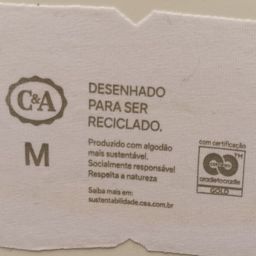 C&A
M
DESENHADO
PARA SER
RECICLADO.
Produzido com algodão
mais sustentável.
Socialmente responsável
Respeita a natureza
Saiba mais em:
sustentabilidade.cea.com.br
com certificação
TM
cradletocradle
GOLD